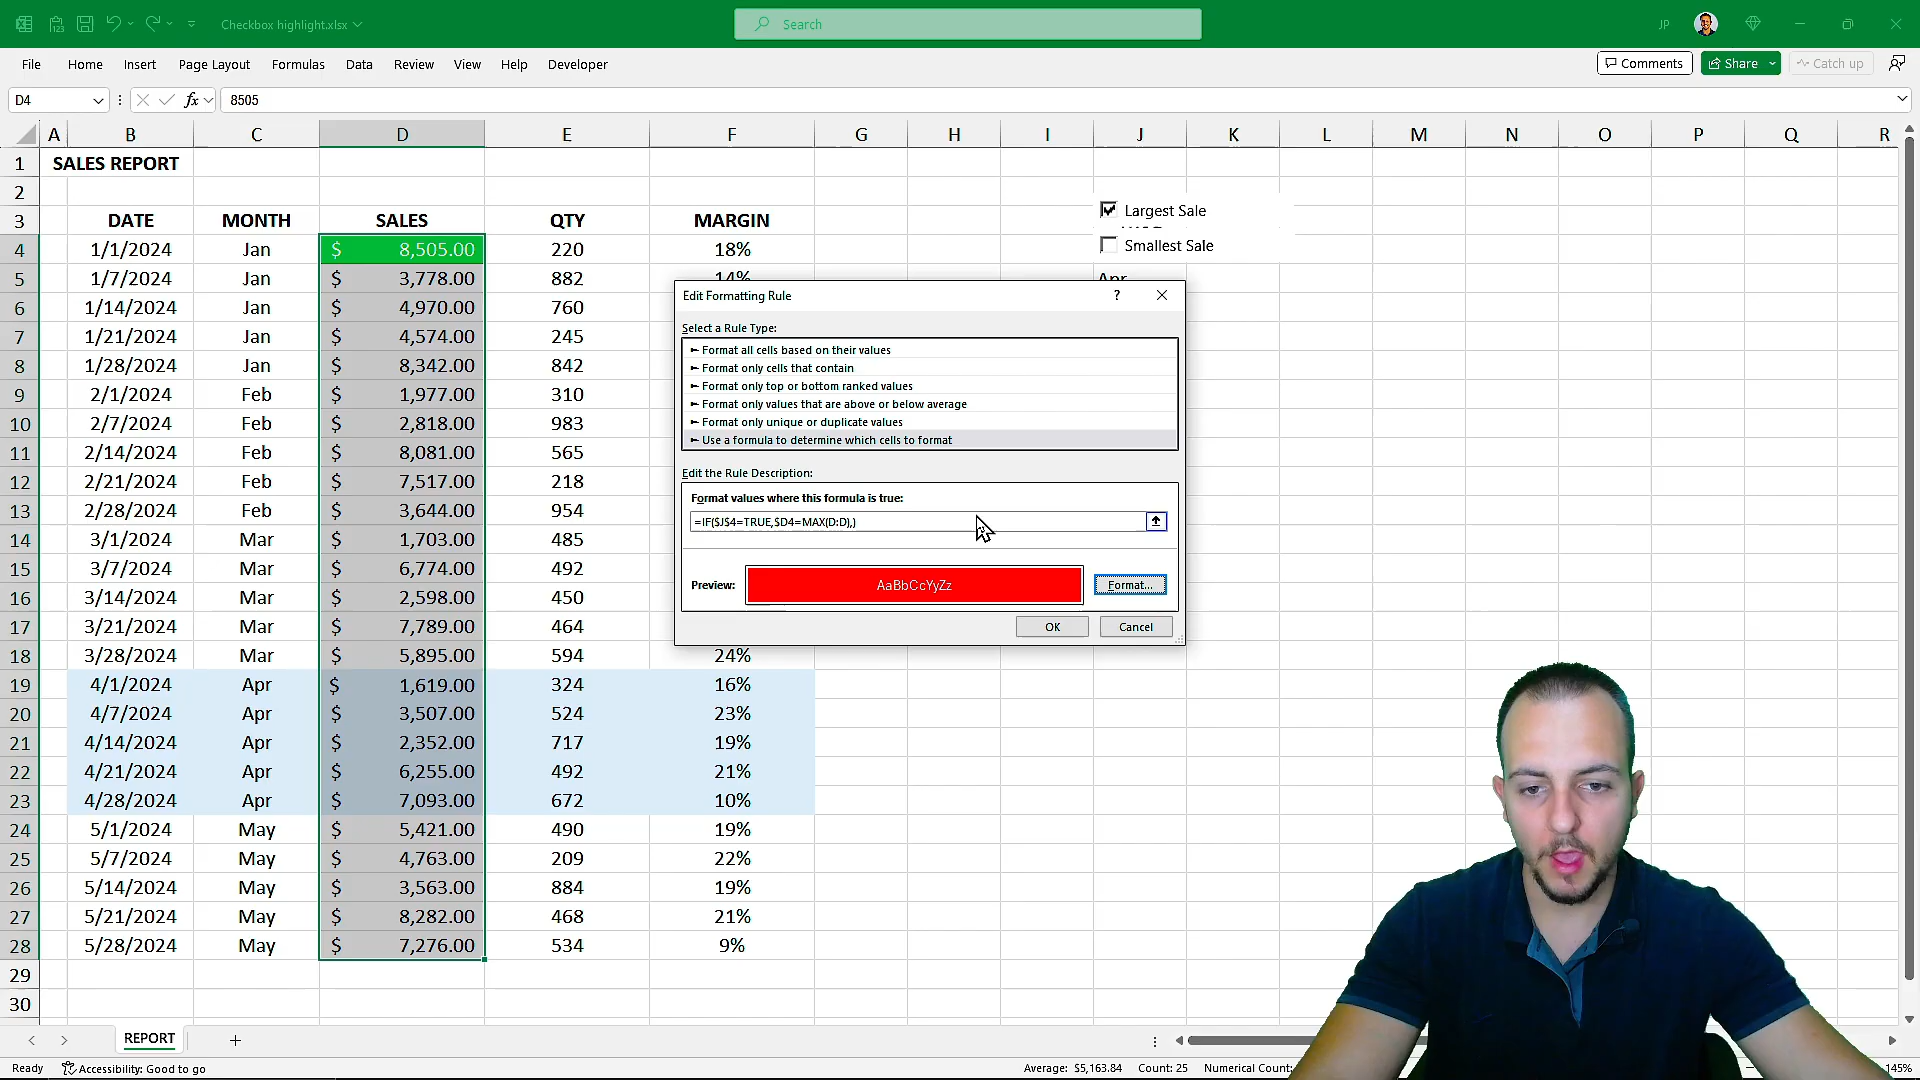 Checkbox highlight.xlsx
Search
JP
File Home Insert Page Layout Formulas Data Review View Help Developer
Comments Share Catch up
D4 fx 8505
A B C D E F G H I J K L M N O P Q R
1 SALES REPORT
2 Largest Sale
3 DATE MONTH SALES QTY MARGIN
4 1/1/2024 Jan $ 8,505.00 220 18% Smallest Sale
5 1/7/2024 Jan $ 3,778.00 882 14% Apr
6 1/14/2024 Jan $ 4,970.00 760
7 1/21/2024 Jan $ 4,574.00 245
8 1/28/2024 Jan $ 8,342.00 842
9 2/1/2024 Feb $ 1,977.00 310
10 2/7/2024 Feb $ 2,818.00 983
11 2/14/2024 Feb $ 8,081.00 565
12 2/21/2024 Feb $ 7,517.00 218
13 2/28/2024 Feb $ 3,644.00 954
14 3/1/2024 Mar $ 1,703.00 485
15 3/7/2024 Mar $ 6,774.00 492
16 3/14/2024 Mar $ 2,598.00 450
17 3/21/2024 Mar $ 7,789.00 464
18 3/28/2024 Mar $ 5,895.00 594 24%
19 4/1/2024 Apr $ 1,619.00 324 16%
20 4/7/2024 Apr $ 3,507.00 524 23%
21 4/14/2024 Apr $ 2,352.00 717 19%
22 4/21/2024 Apr $ 6,255.00 492 21%
23 4/28/2024 Apr $ 7,093.00 672 10%
24 5/1/2024 May $ 5,421.00 490 19%
25 5/7/2024 May $ 4,763.00 209 22%
26 5/14/2024 May $ 3,563.00 884 19%
27 5/21/2024 May $ 8,282.00 468 21%
28 5/28/2024 May $ 7,276.00 534 9%
29
30
Edit Formatting Rule ?
Select a Rule Type:
► Format all cells based on their values
► Format only cells that contain
► Format only top or bottom ranked values
► Format only values that are above or below average
► Format only unique or duplicate values
► Use a formula to determine which cells to format
Edit the Rule Description:
Format values where this formula is true:
=IF($J$4=TRUE,$D4=MAX(D:D),)
Preview: AaBbCcYyZz Format...
OK Cancel
REPORT
Ready Accessibility: Good to go Average: $5,163.84 Count: 25 Numerical Count: 145%